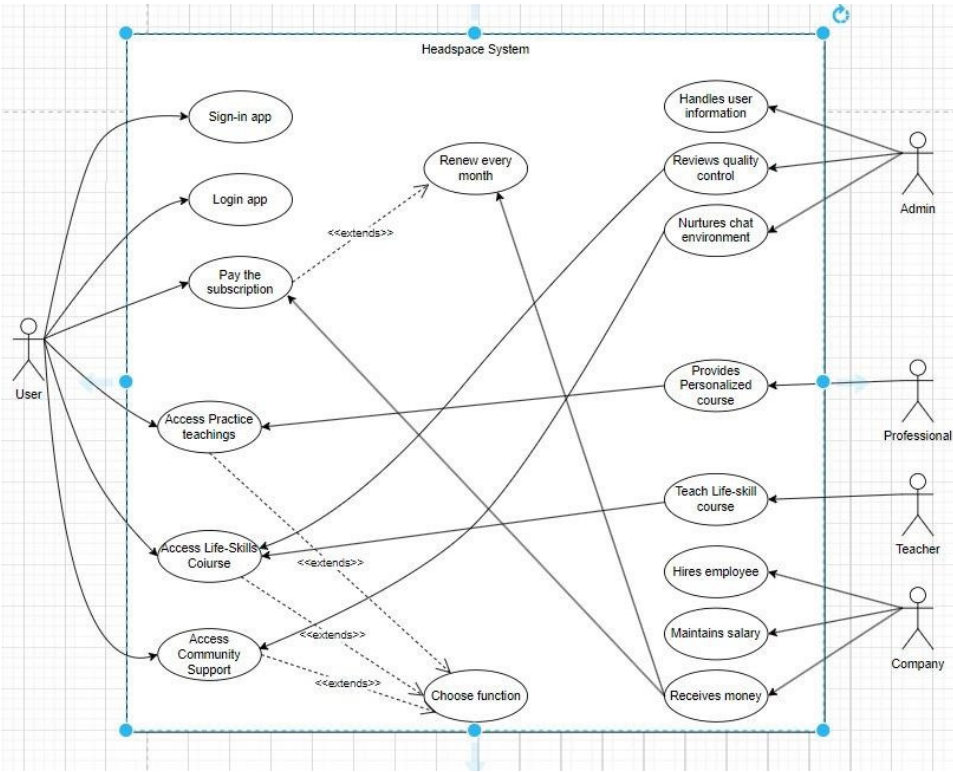 Headspace System
Sign-in app
Login app
Pay the
subscription
Access Practice
teachings
Access Life-Skills
Coiurse
Access
Community
Support
Renew every
month
<<extends>>
<<extends>>
<<extends>>
<<extends>>
Choose function
Handles user
information
Reviews quality
control
Nurtures chat
environment
Provides
Personalized
course
Teach Life-skill
course
Hires employee
Maintains salary
Receives money
User
Admin
Professional
Teacher
Company